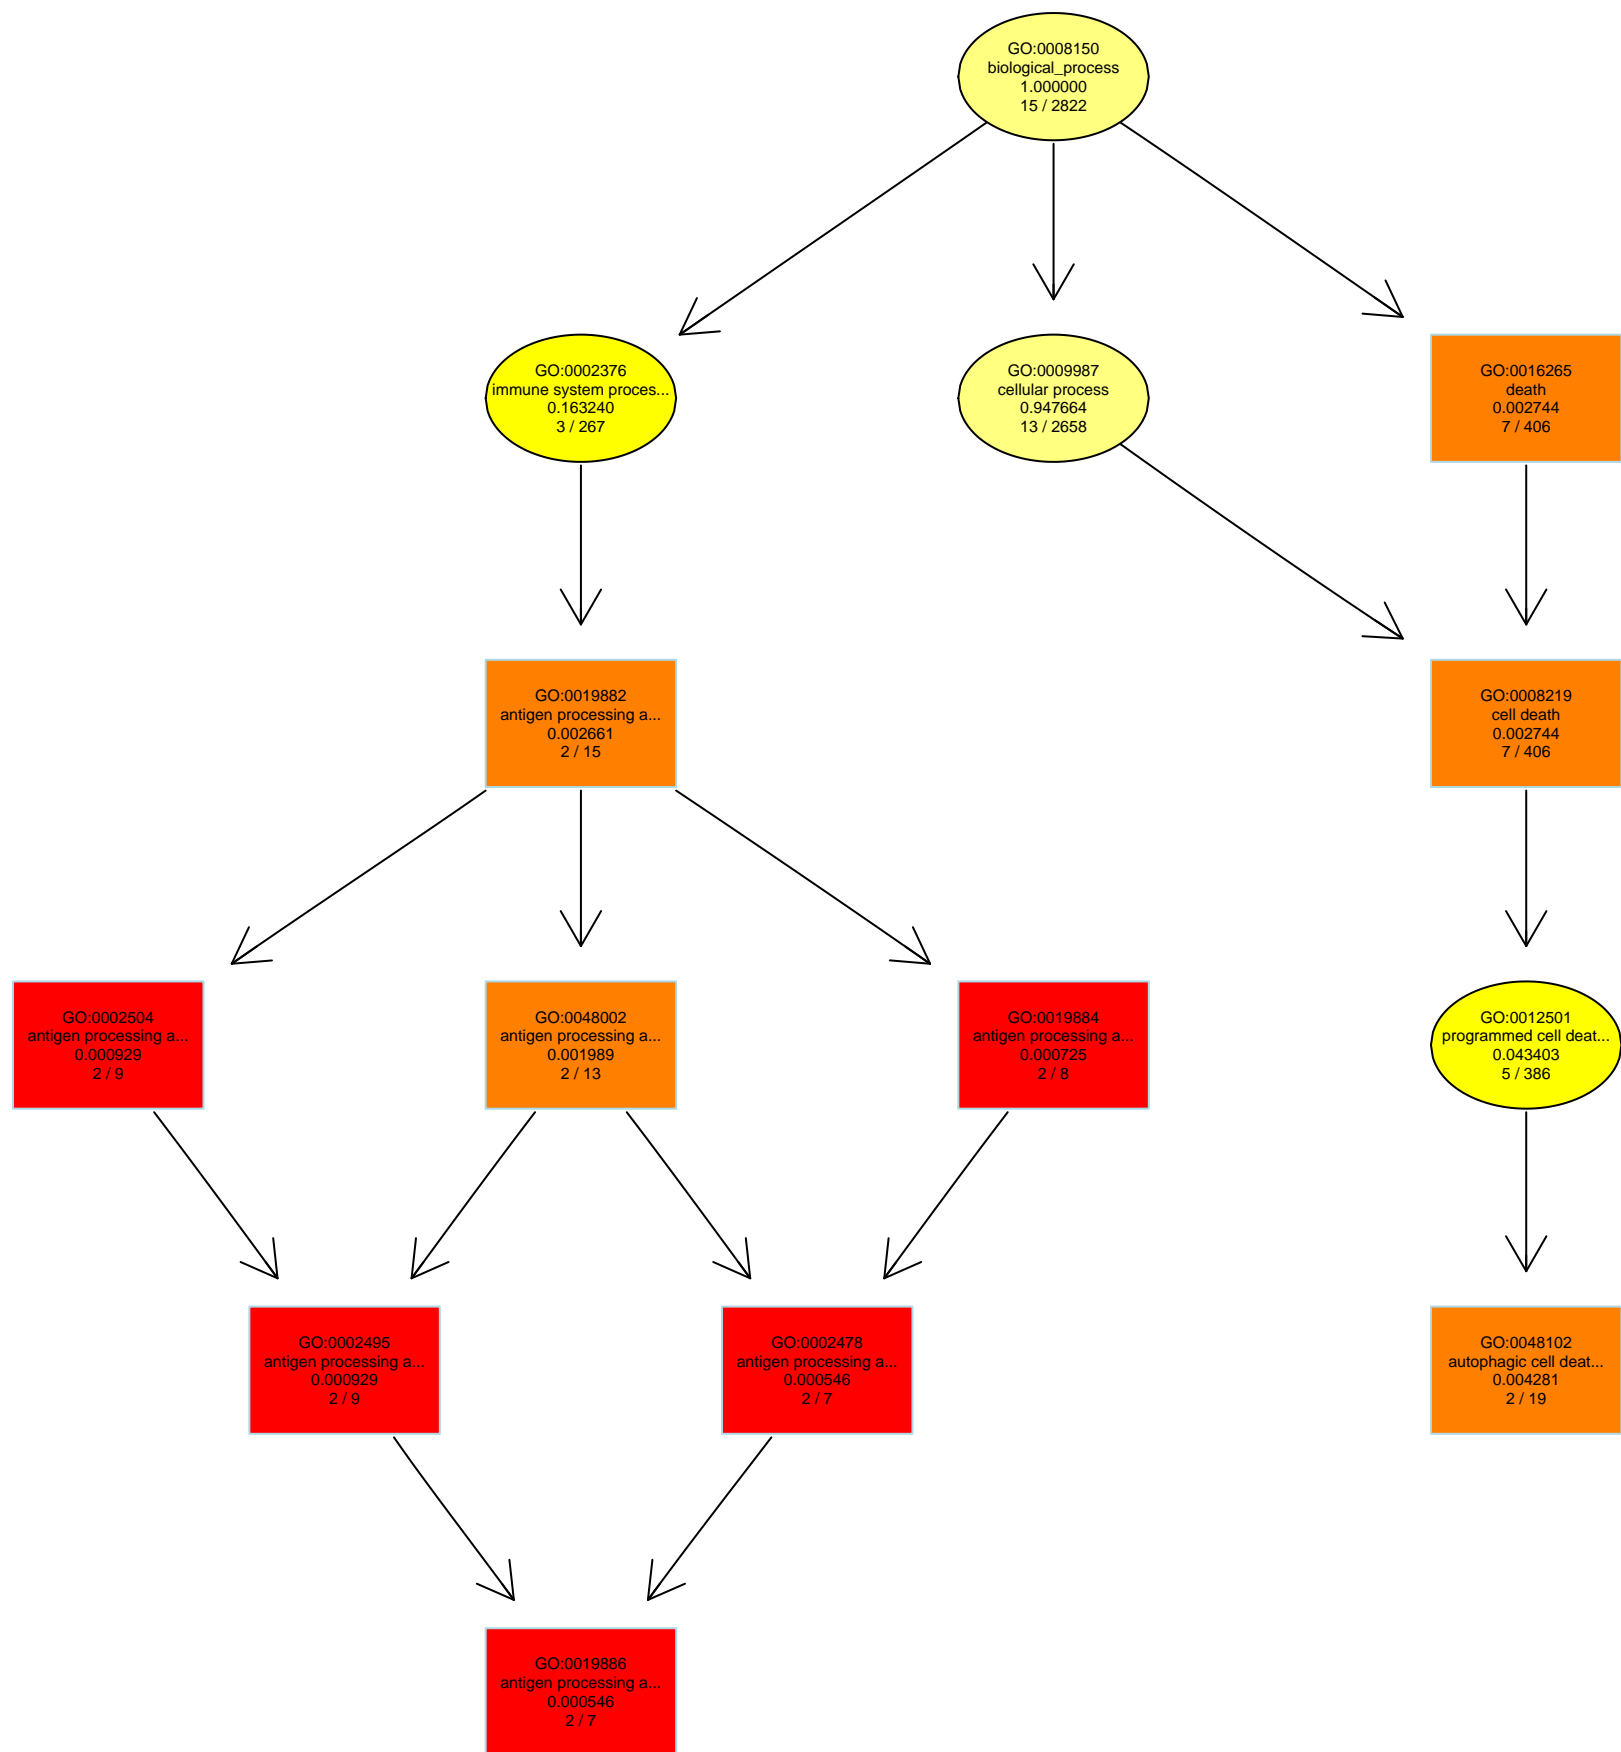 GO:0008150
biological_process
1.000000
15 / 2822
GO:0002376
immune system proces...
0.163240
3 / 267
GO:0009987
cellular process
0.947664
13 / 2658
GO:0016265
death
0.002744
7 / 406
GO:0019882
antigen processing a...
0.002661
2 / 15
GO:0008219
cell death
0.002744
7 / 406
GO:0002504
antigen processing a...
0.000929
2 / 9
GO:0048002
antigen processing a...
0.001989
2 / 13
GO:0019884
antigen processing a...
0.000725
2 / 8
GO:0012501
programmed cell deat...
0.043403
5 / 386
GO:0002495
antigen processing a...
0.000929
2 / 9
GO:0002478
antigen processing a...
0.000546
2 / 7
GO:0048102
autophagic cell deat...
0.004281
2 / 19
GO:0019886
antigen processing a...
0.000546
2 / 7